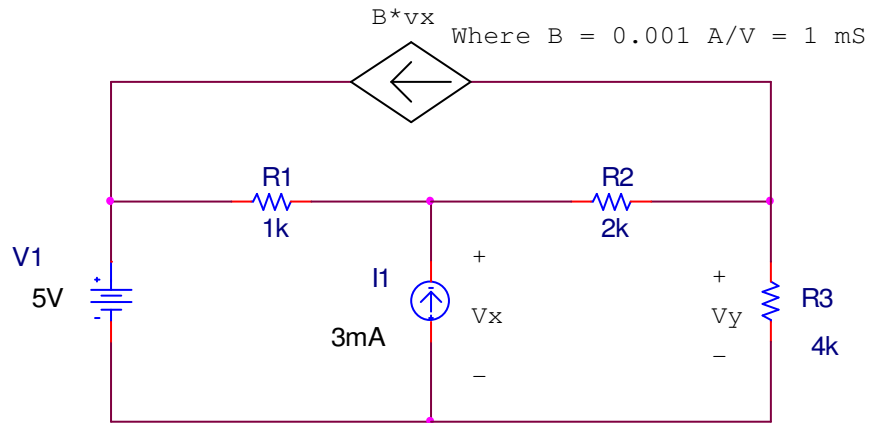 B*vx
Where B = 0.001 A/V = 1 mS
R1
1k
R2
2k
V1
+
5V
-
I1
-
+
3mA
+
Vx
-
+
Vy
-
R3
4k